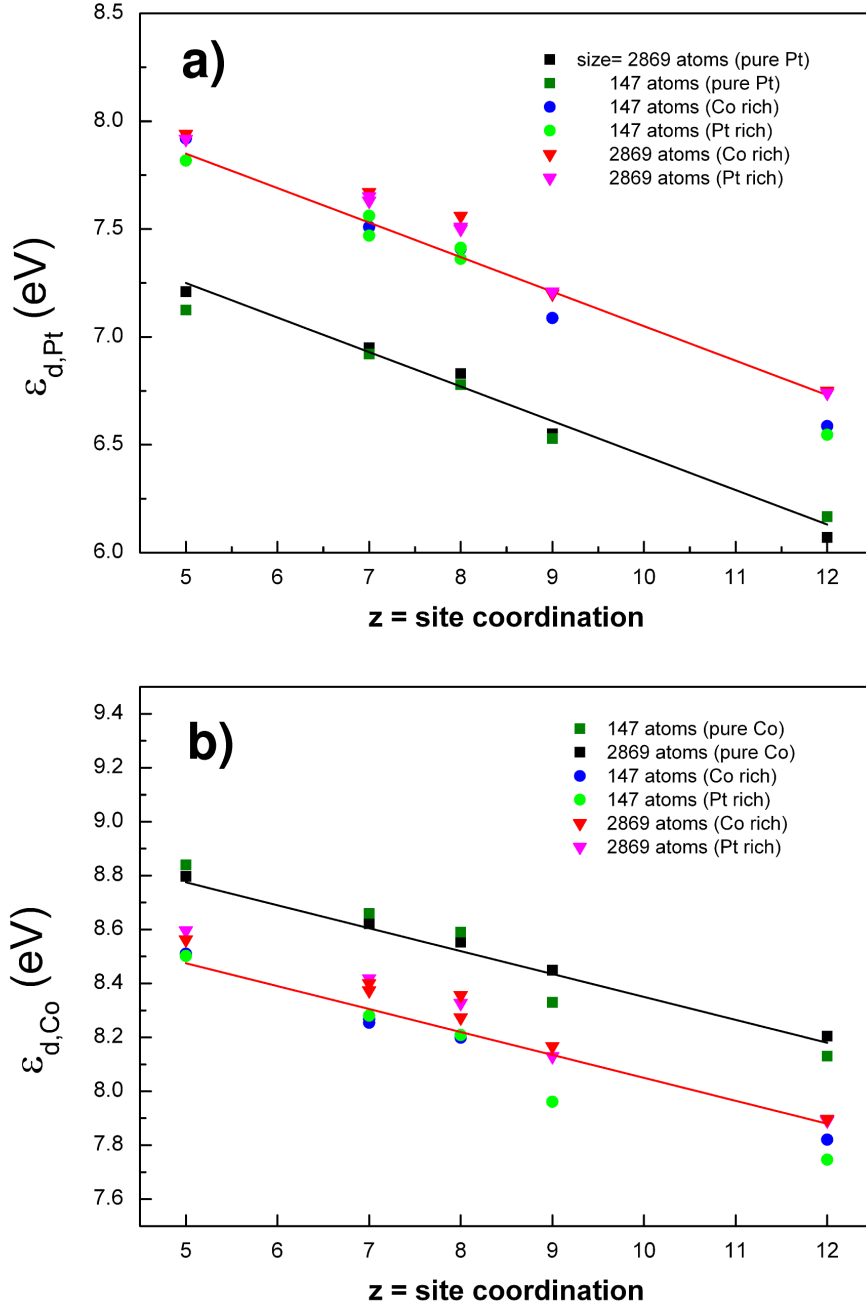 a)
size= 2869 atoms (pure Pt)
147 atoms (pure Pt)
147 atoms (Co rich)
147 atoms (Pt rich)
2869 atoms (Co rich)
2869 atoms (Pt rich)
8.5
8.0
7.5
7.0
6.5
6.0
εd,Pt (eV)
5 6 7 8 9 10 11 12
z = site coordination
b)
147 atoms (pure Co)
2869 atoms (pure Co)
147 atoms (Co rich)
147 atoms (Pt rich)
2869 atoms (Co rich)
2869 atoms (Pt rich)
9.4
9.2
9.0
8.8
8.6
8.4
8.2
8.0
7.8
7.6
εd,Co (eV)
5 6 7 8 9 10 11 12
z = site coordination